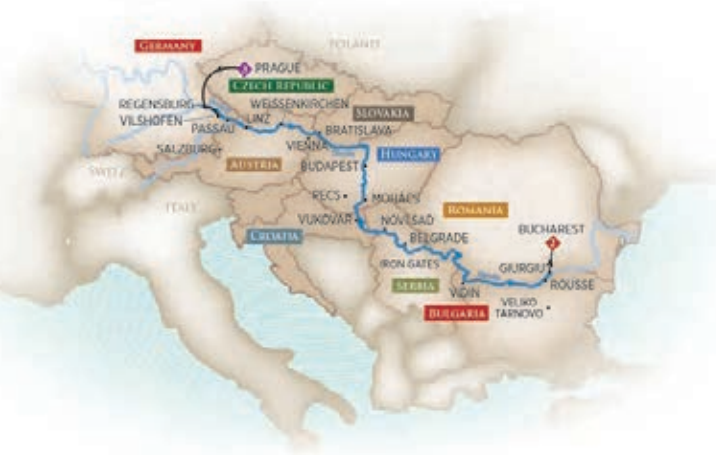 GERMANY
POLAND
PRAGUE
CZECH REPUBLIC
REGENSBURG
WEISSENKIRCHEN
SLOVAKIA
VILSHOFEN
LINZ
PASSAU
BRATISLAVA
VIENNA
SALZBURG
HUNGARY
SWITZ
AUSTRIA
BUDAPEST
PECS
MOHÁCS
ITALY
ROMANIA
VUKOVAR
NOVI SAD
BUCHAREST
CROATIA
BELGRADE
IRON GATES
GIURGIU
SERBIA
VIDIN
ROUSSE
BULGARIA
VELIKO
TARNOVO